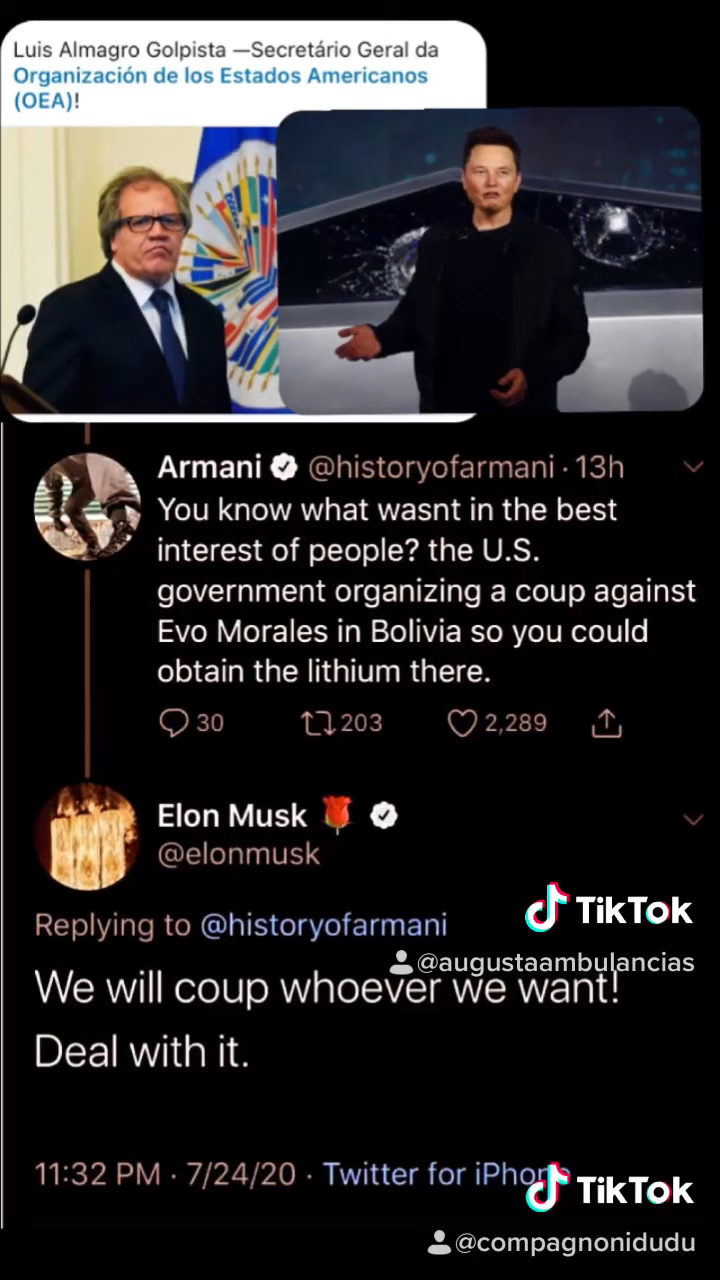 Luis Almagro Golpista —Secretário Geral da
Organización de los Estados Americanos
(OEA)!
Armani @historyofarmani · 13h
You know what wasnt in the best
interest of people? the U.S.
government organizing a coup against
Evo Morales in Bolivia so you could
obtain the lithium there.
30 203 2,289
Elon Musk 🌹
@elonmusk
Replying to @historyofarmani
TikTok
@augustaambulancias
We will coup whoever we want!
Deal with it.
11:32 PM · 7/24/20 · Twitter for iPhone
TikTok
@compagnonidudu